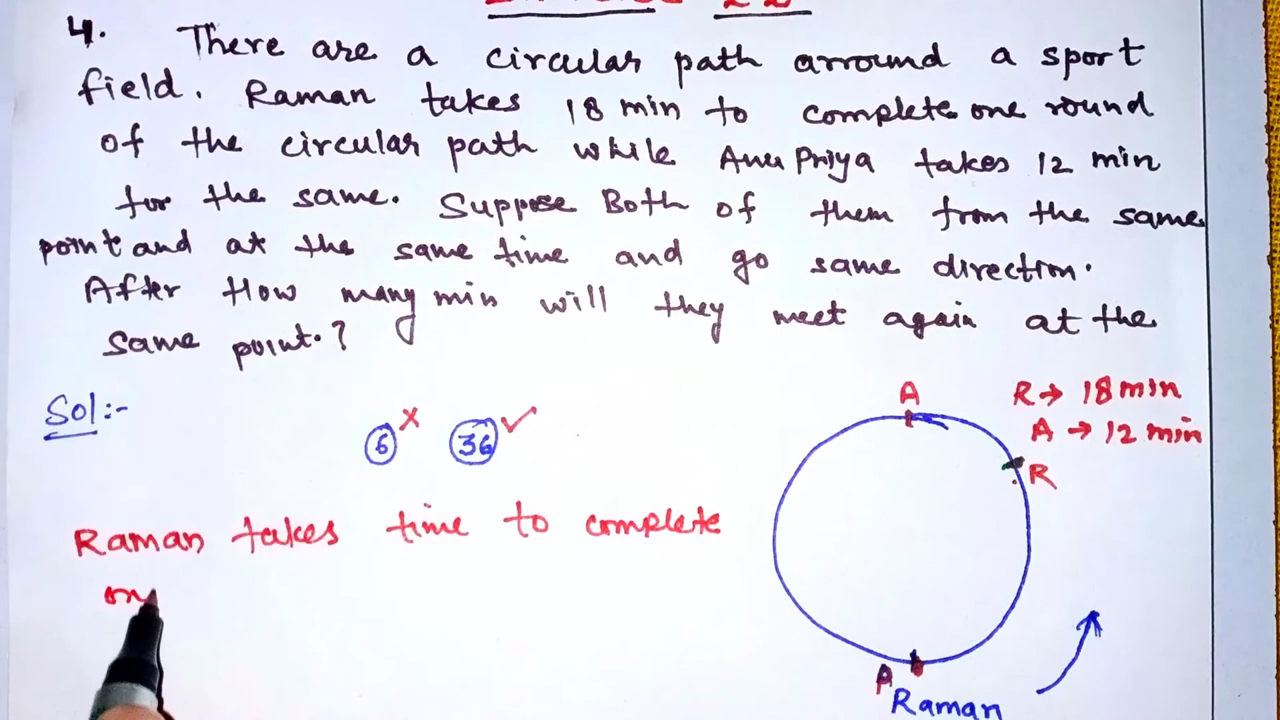 4. There are a circular path arround a sport
field. Raman takes 18 min to complete one round
of the circular path while Anu Priya takes 12 min
for the same. Suppose Both of them from the same
point and at the same time and go same direction.
After How many min will they meet again at the
same point.?
Sol:-
6 × 36 ✓
A
R → 18 min
A → 12 min
R
Raman takes time to complete
on
A
Raman